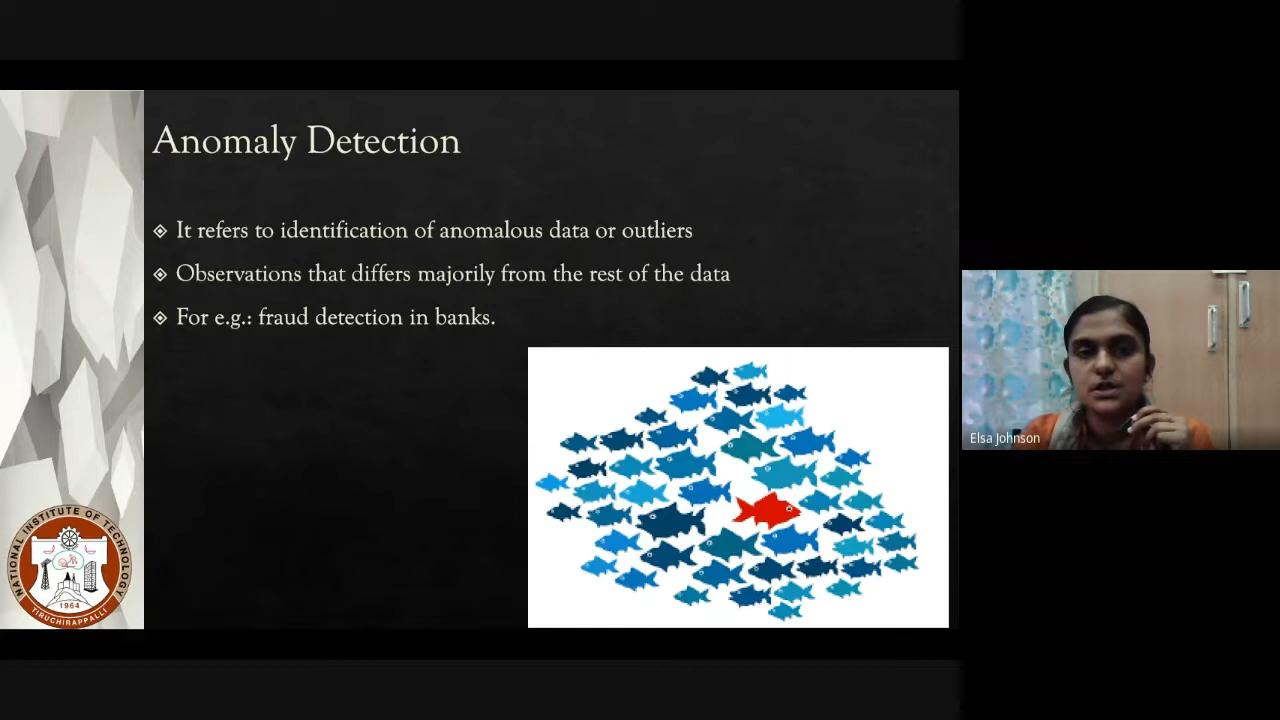 Anomaly Detection
It refers to identification of anomalous data or outliers
Observations that differs majorily from the rest of the data
For e.g.: fraud detection in banks.
NATIONAL INSTITUTE OF TECHNOLOGY
1964
TIRUCHIRAPPALLI
Elsa Johnson